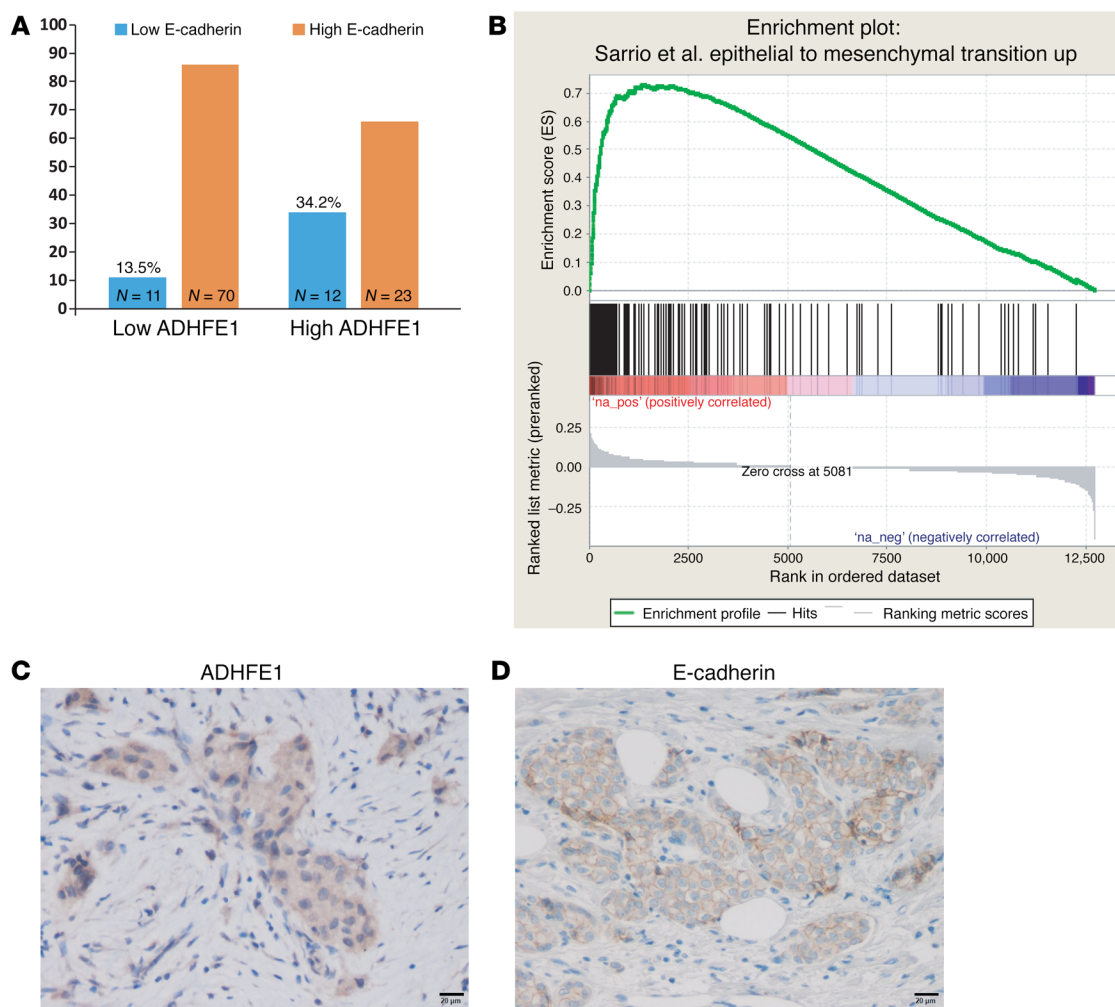 A
Low E-cadherin
High E-cadherin
100
90
80
70
60
50
40
30
20
10
0
13.5%
34.2%
N = 11
N = 70
N = 12
N = 23
Low ADHFE1
High ADHFE1
B
Enrichment plot:
Sarrio et al. epithelial to mesenchymal transition up
Enrichment score (ES)
0.7
0.6
0.5
0.4
0.3
0.2
0.1
0.0
'na_pos' (positively correlated)
Ranked list metric (preranked)
0.25
0.00
−0.25
Zero cross at 5081
'na_neg' (negatively correlated)
0
2500
5000
7500
10,000
12,500
Rank in ordered dataset
Enrichment profile
Hits
Ranking metric scores
C
ADHFE1
20 µm
D
E-cadherin
20 µm